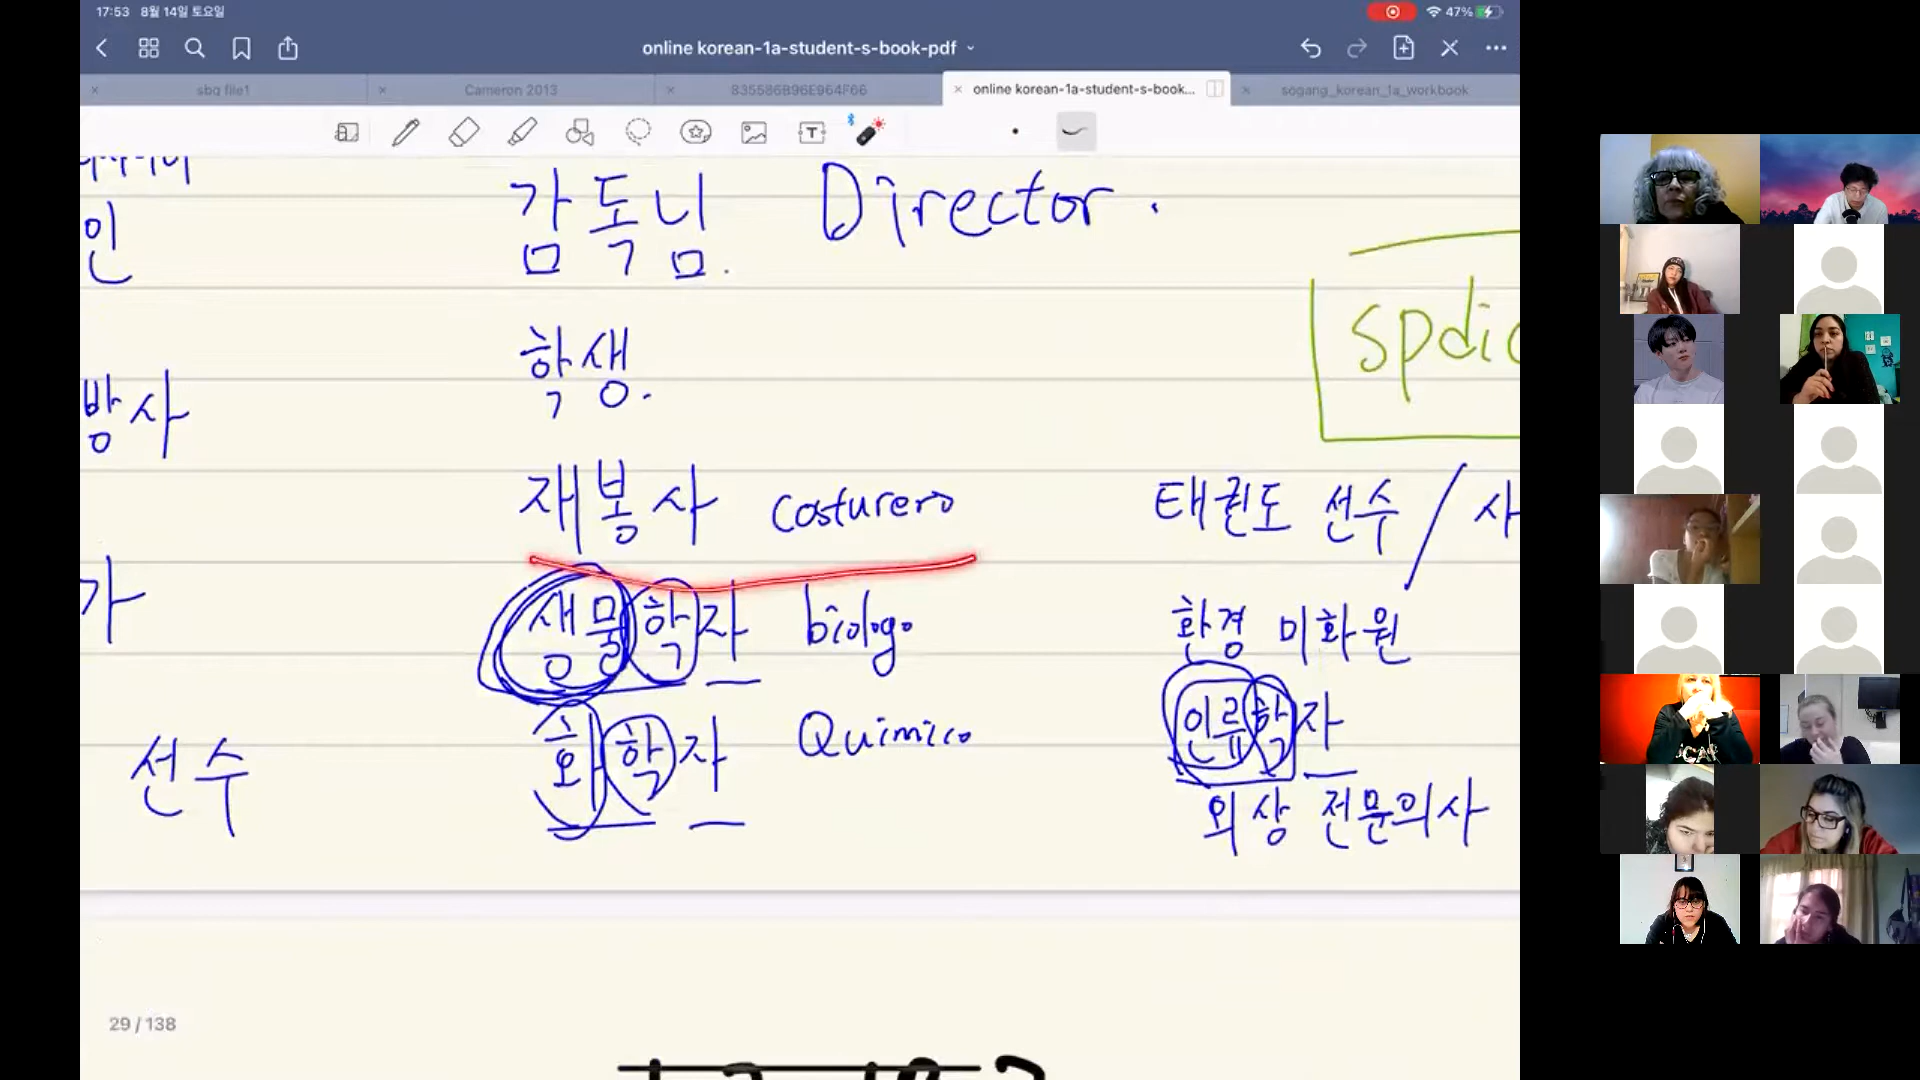 17:53 8월 14일 토요일
47%
online korean-1a-student-s-book-pdf
sbq file1
Cameron 2013
835586B96E964F66
online korean-1a-student-s-book...
sogang_korean_1a_workbook
인
감독님 Director.
학생.
spdic
방사
재봉사 costurero
태권도 선수 / 사
가
생물학자 biólogo
환경 미화원
선수
화학자 Quimico
인류학자
외상 전문의사
29 / 138